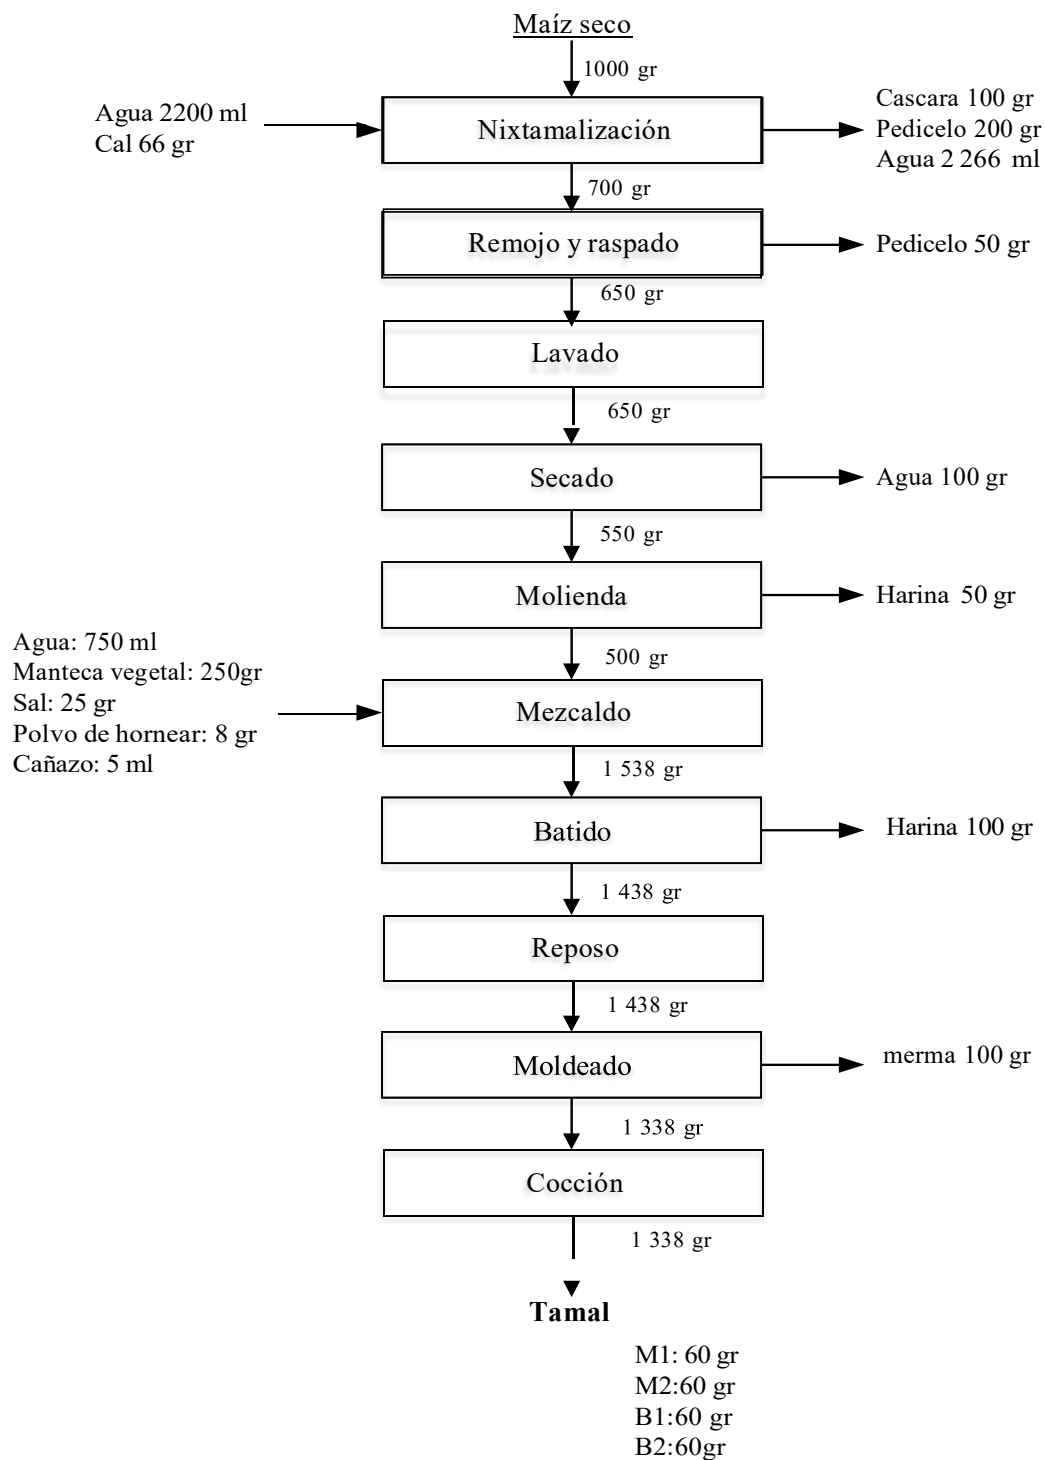 Maíz seco
1000 gr
Agua 2200 ml
Cal 66 gr
Nixtamalización
Cascara 100 gr
Pedicelo 200 gr
Agua 2 266 ml
700 gr
Remojo y raspado
Pedicelo 50 gr
650 gr
Lavado
650 gr
Secado
Agua 100 gr
550 gr
Molienda
Harina 50 gr
500 gr
Agua: 750 ml
Manteca vegetal: 250gr
Sal: 25 gr
Polvo de hornear: 8 gr
Cañazo: 5 ml
Mezcaldo
1 538 gr
Batido
Harina 100 gr
1 438 gr
Reposo
1 438 gr
Moldeado
merma 100 gr
1 338 gr
Cocción
1 338 gr
Tamal
M1: 60 gr
M2:60 gr
B1:60 gr
B2:60gr